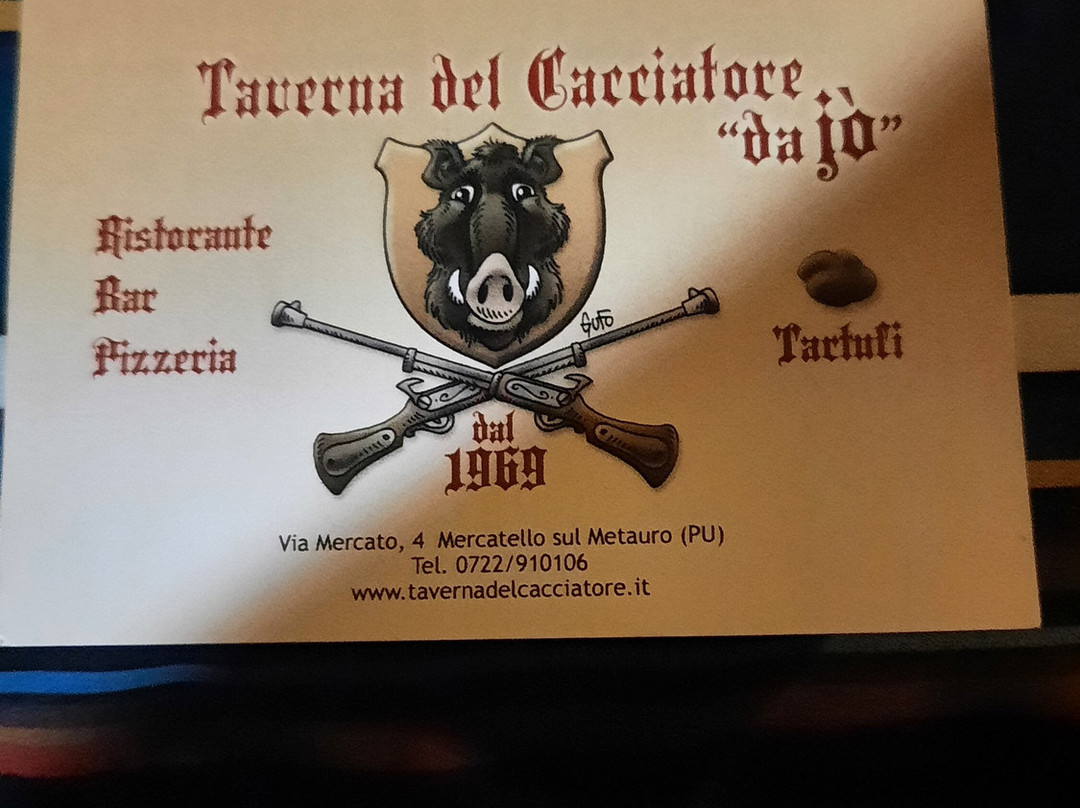 Taverna del Cacciatore
“da jò”
Ristorante
Bar
Pizzeria
GUFO
Tartufi
dal
1969
Via Mercato, 4 Mercatello sul Metauro (PU)
Tel. 0722/910106
www.tavernadelcacciatore.it